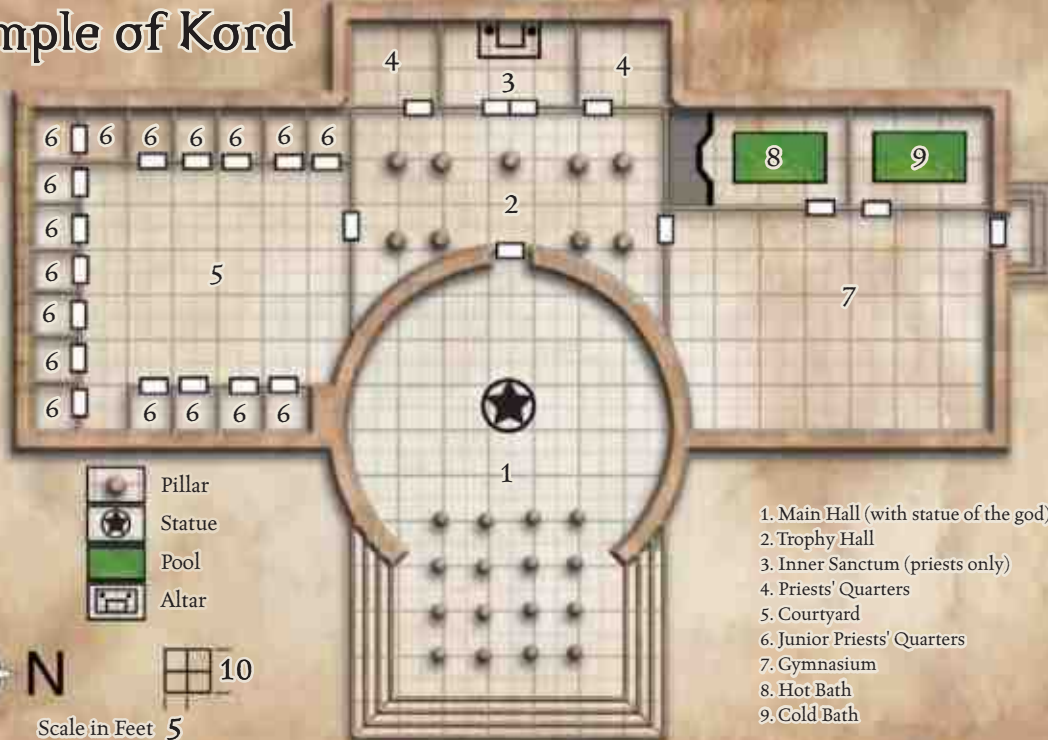 mple of Kord
4
4
3
6 6 6 6 6 6 6
8
9
6
2
6
6
5
7
6
6
6 6 6 6 6
1
Pillar
Statue
Pool
Altar
N
10
Scale in Feet 5
1. Main Hall (with statue of the god)
2. Trophy Hall
3. Inner Sanctum (priests only)
4. Priests' Quarters
5. Courtyard
6. Junior Priests' Quarters
7. Gymnasium
8. Hot Bath
9. Cold Bath